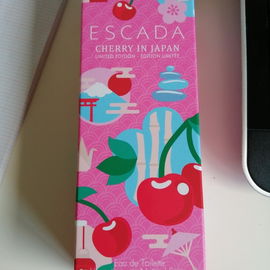 ESCADA
CHERRY IN JAPAN
LIMITED EDITION - EDITION LIMITÉE
Eau de Toilette